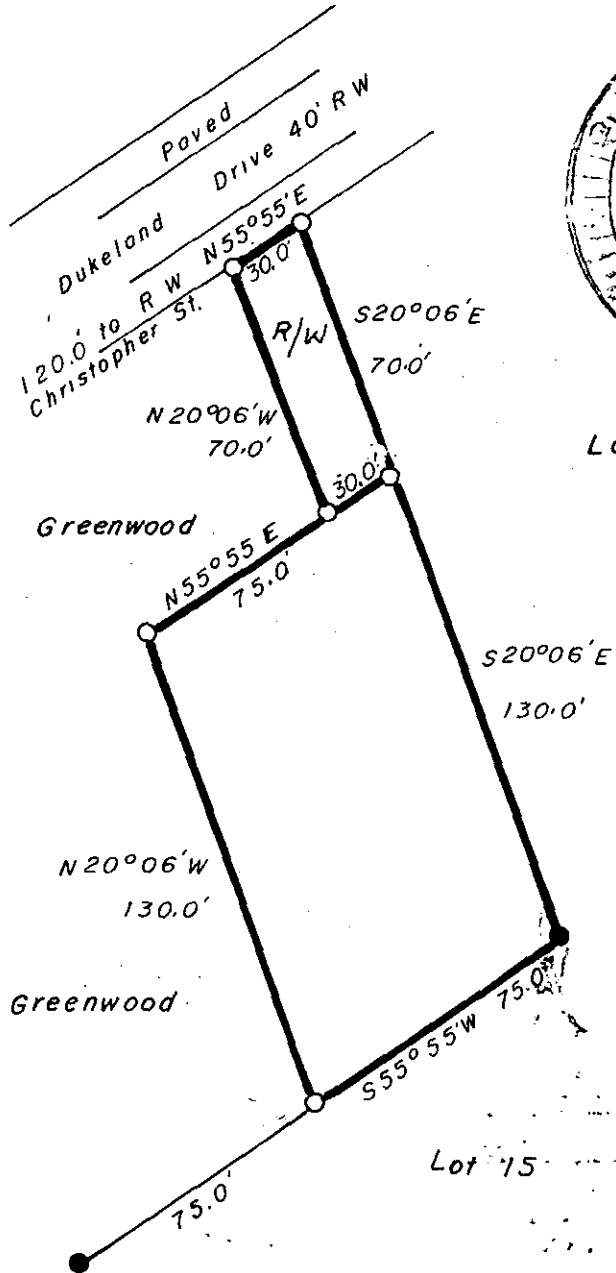 Paved
Dukeland Drive 40' R W
120.0' to R W
Christopher St.
N55°55'E
30.0'
R/W
S20°06'E
70.0'
N20°06'W
70.0'
30.0'
Greenwood
N55°55 E
75.0'
S20°06'E
130.0'
N20°06'W
130.0'
Greenwood
75.0'
S55°55'W
Lot 15
75.0'